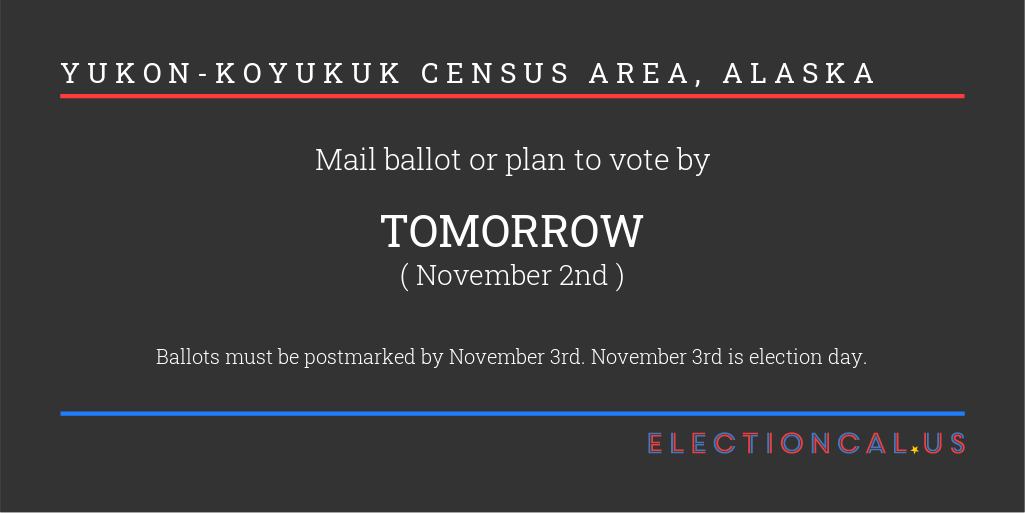 YUKON-KOYUKUK CENSUS AREA, ALASKA
Mail ballot or plan to vote by
TOMORROW
( November 2nd )
Ballots must be postmarked by November 3rd. November 3rd is election day.
ELECTIONCAL.US